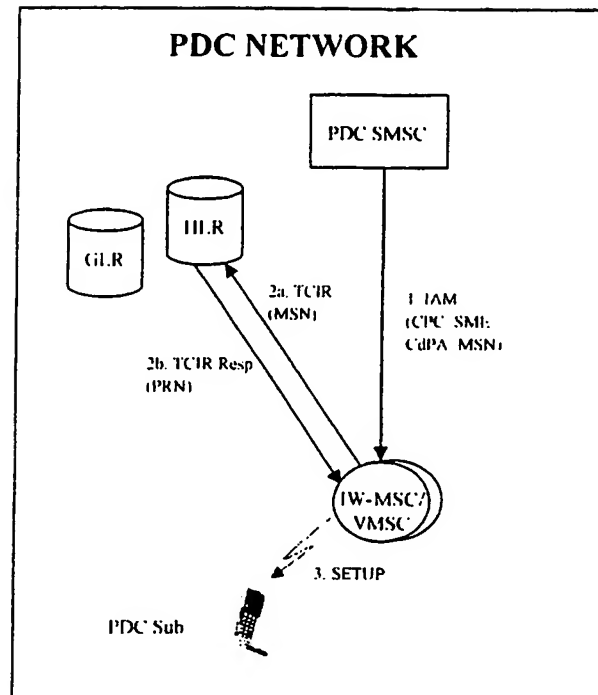 PDC NETWORK
PDC SMSC
HLR
GLR
2a. TCIR
(MSN)
1. IAM
(CPC SME
CdPA MSN)
2b. TCIR Resp
(PRN)
IW-MSC/
VMSC
3. SETUP
PDC Sub